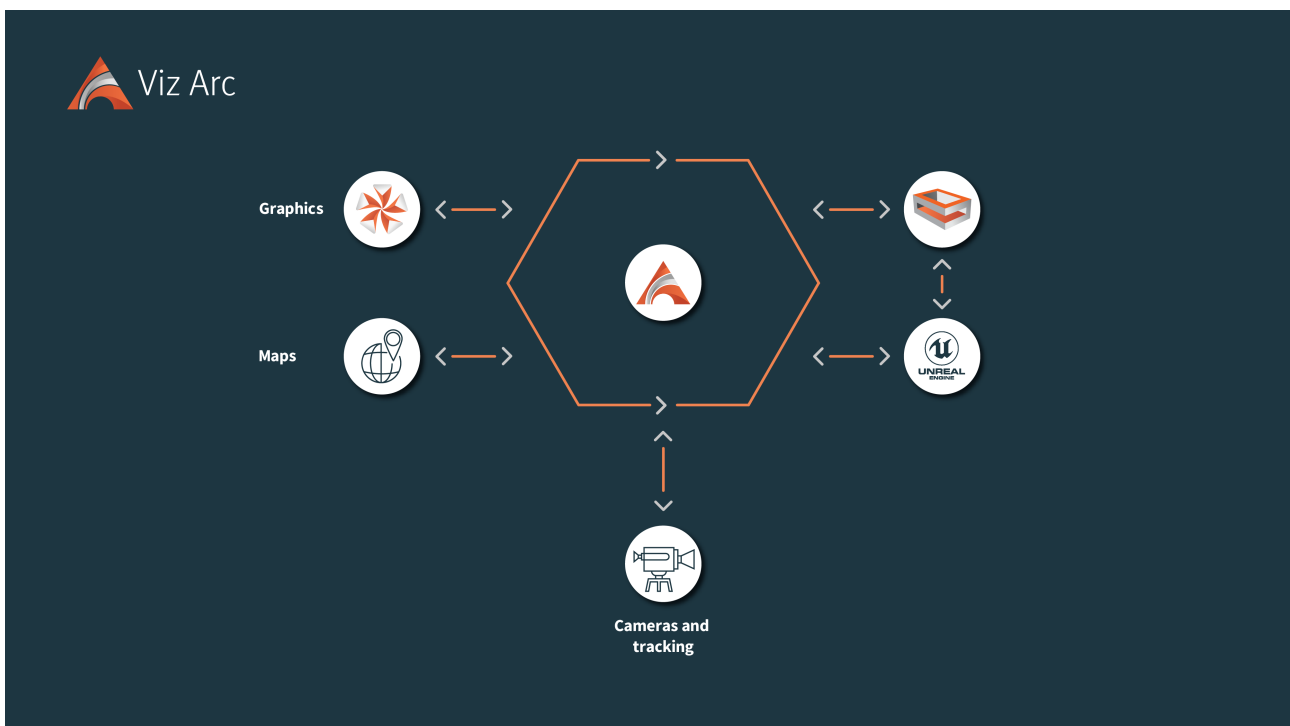 Viz Arc
Graphics
Maps
UNREAL
ENGINE
Cameras and
tracking